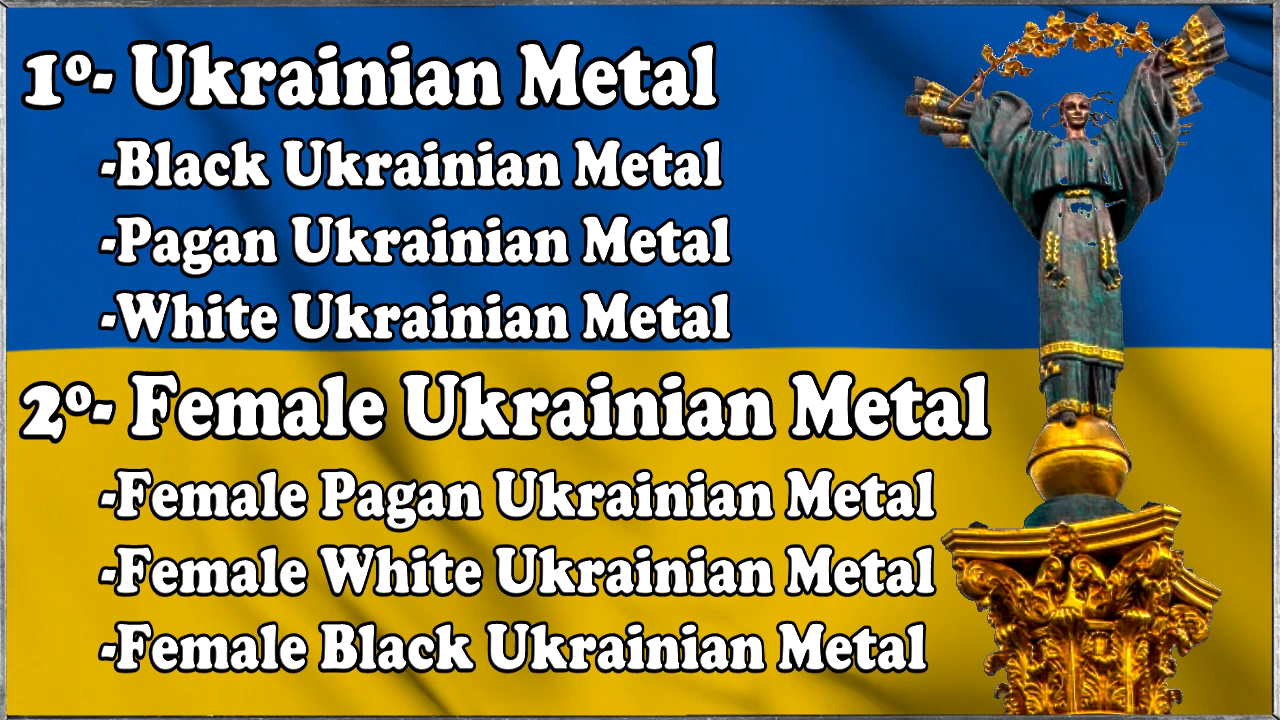 1º- Ukrainian Metal
-Black Ukrainian Metal
-Pagan Ukrainian Metal
-White Ukrainian Metal
2º- Female Ukrainian Metal
-Female Pagan Ukrainian Metal
-Female White Ukrainian Metal
-Female Black Ukrainian Metal